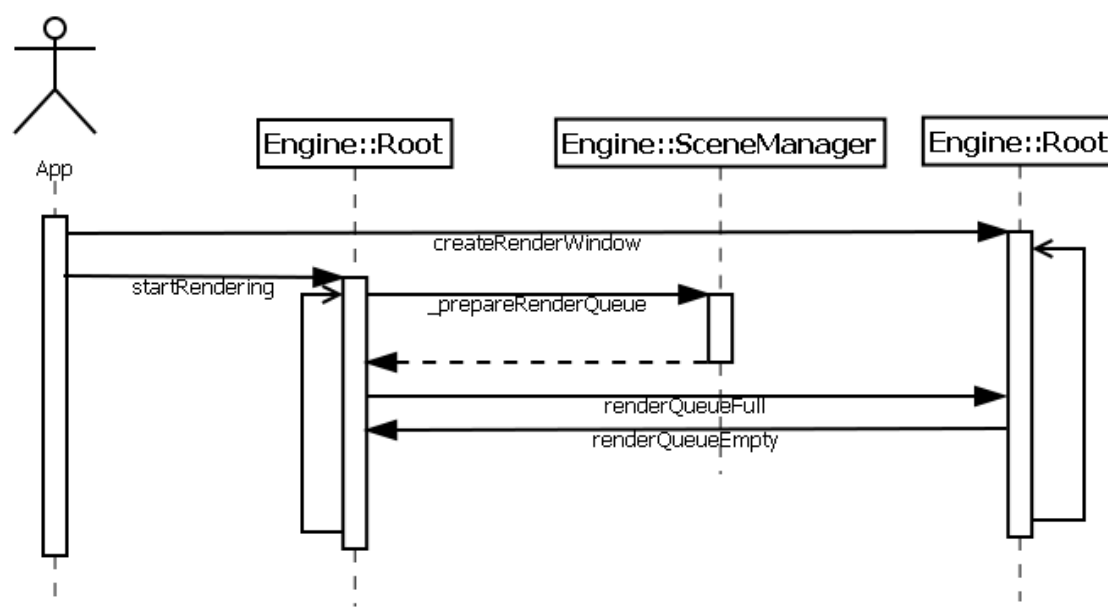 App
Engine::Root
Engine::SceneManager
Engine::Root
createRenderWindow
startRendering
_prepareRenderQueue
renderQueueFull
renderQueueEmpty